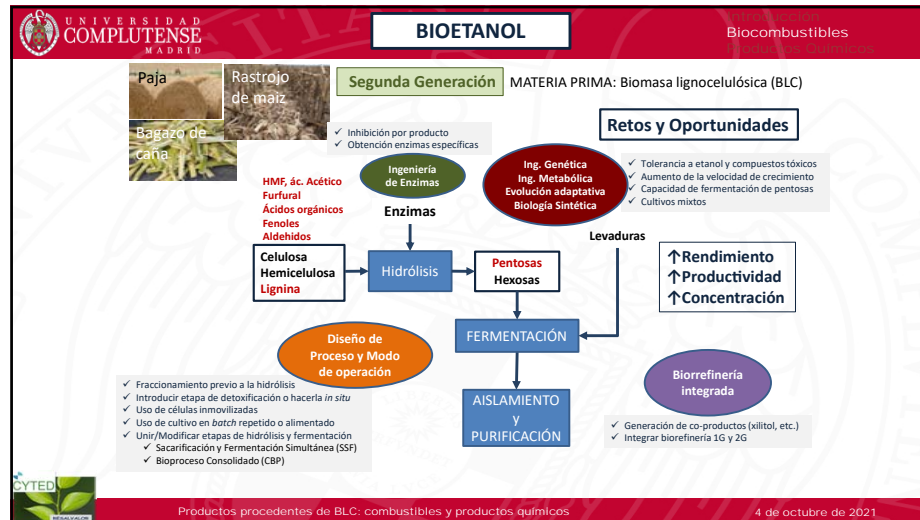 UNIVERSIDAD
COMPLUTENSE
MADRID
BIOETANOL
Introducción
Biocombustibles
Productos Químicos
Paja
Rastrojo
de maiz
Bagazo de
caña
Segunda Generación
MATERIA PRIMA: Biomasa lignocelulósica (BLC)
Retos y Oportunidades
✓ Inhibición por producto
✓ Obtención enzimas específicas
Ingeniería
de Enzimas
Ing. Genética
Ing. Metabólica
Evolución adaptativa
Biología Sintética
✓ Tolerancia a etanol y compuestos tóxicos
✓ Aumento de la velocidad de crecimiento
✓ Capacidad de fermentación de pentosas
✓ Cultivos mixtos
HMF, ác. Acético
Furfural
Ácidos orgánicos
Fenoles
Aldehidos
Enzimas
Levaduras
Celulosa
Hemicelulosa
Lignina
Hidrólisis
Pentosas
Hexosas
↑Rendimiento
↑Productividad
↑Concentración
FERMENTACIÓN
Diseño de
Proceso y Modo
de operación
✓ Fraccionamiento previo a la hidrólisis
✓ Introducir etapa de detoxificación o hacerla in situ
✓ Uso de células inmovilizadas
✓ Uso de cultivo en batch repetido o alimentado
✓ Unir/Modificar etapas de hidrólisis y fermentación
✓ Sacarificación y Fermentación Simultánea (SSF)
✓ Bioproceso Consolidado (CBP)
AISLAMIENTO
y
PURIFICACIÓN
Biorrefinería
integrada
✓ Generación de co-productos (xilitol, etc.)
✓ Integrar biorefinería 1G y 2G
CYTED
Productos procedentes de BLC: combustibles y productos químicos
4 de octubre de 2021